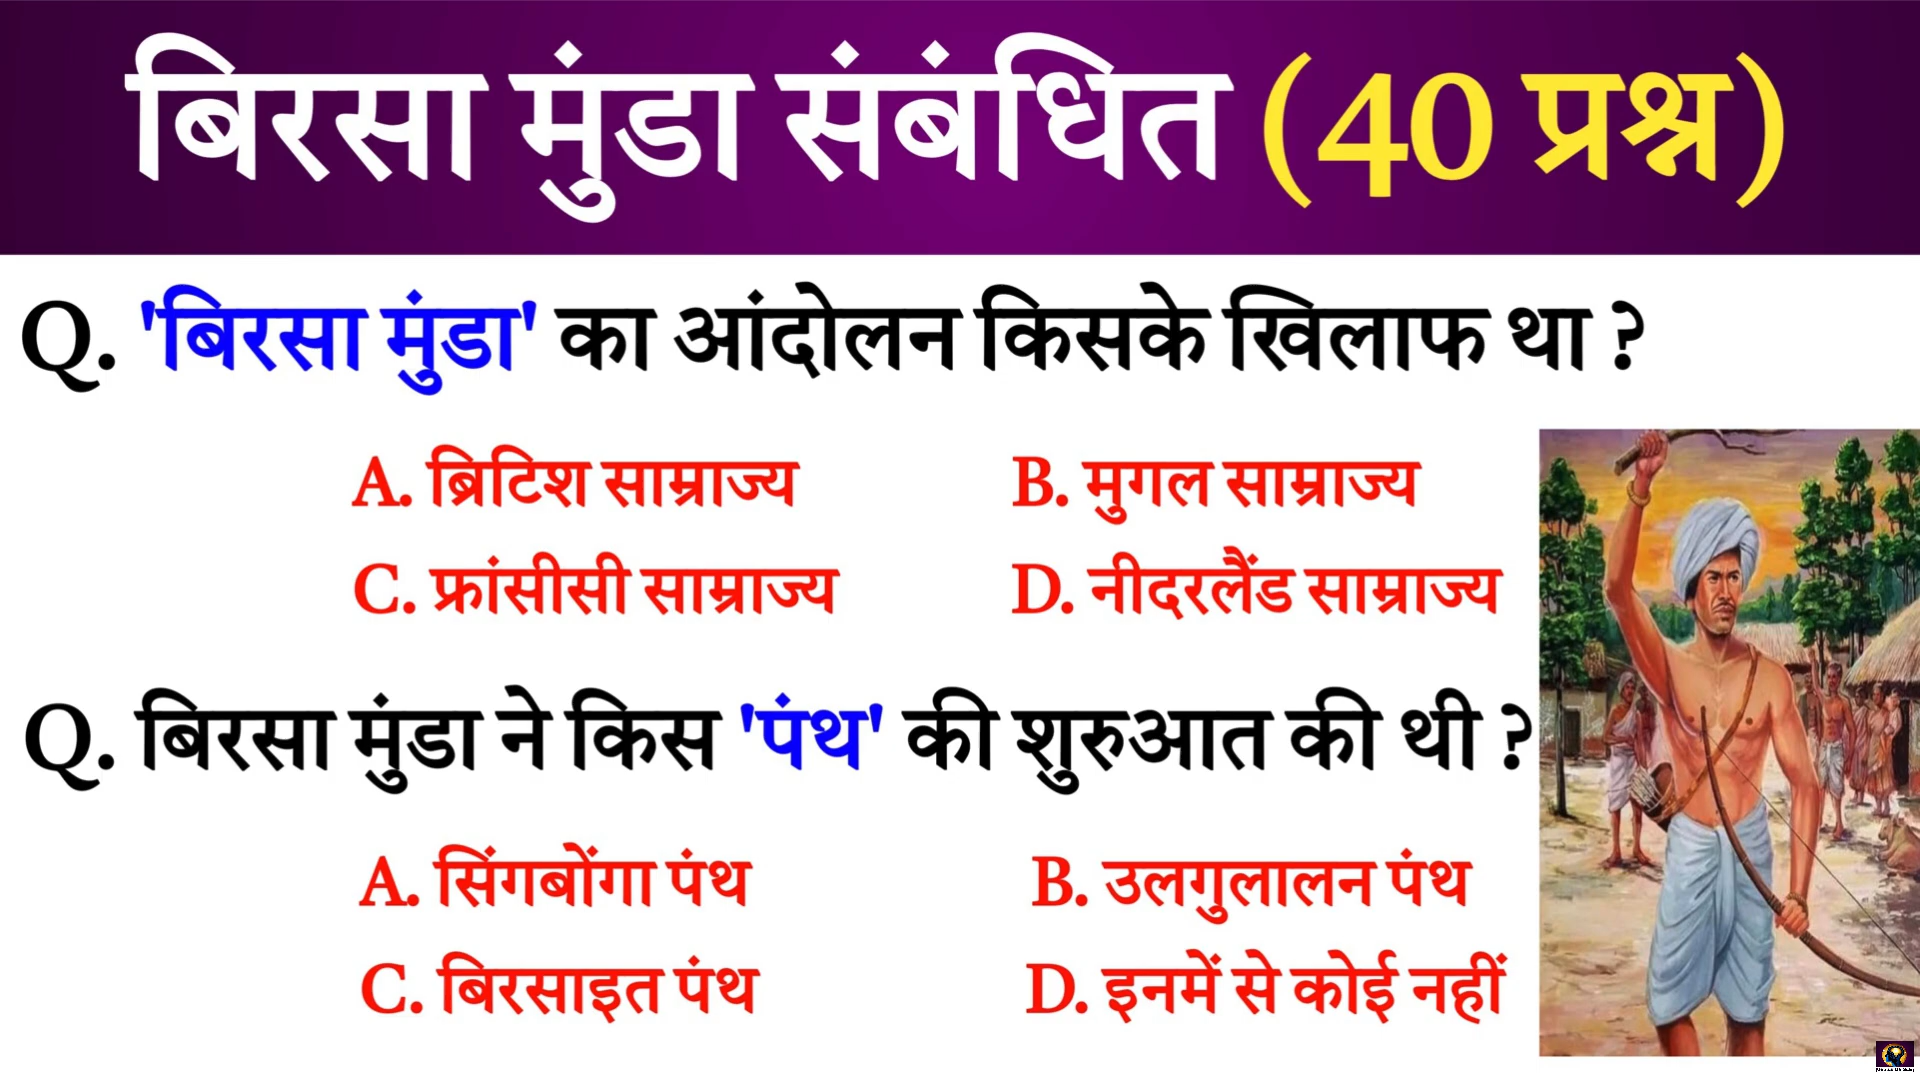 बिरसा मुंडा संबंधित (40 प्रश्न)
Q. 'बिरसा मुंडा' का आंदोलन किसके खिलाफ था ?
A. ब्रिटिश साम्राज्य B. मुगल साम्राज्य
C. फ्रांसीसी साम्राज्य D. नीदरलैंड साम्राज्य
Q. बिरसा मुंडा ने किस 'पंथ' की शुरुआत की थी ?
A. सिंगबोंगा पंथ B. उलगुलालन पंथ
C. बिरसाइत पंथ D. इनमें से कोई नहीं